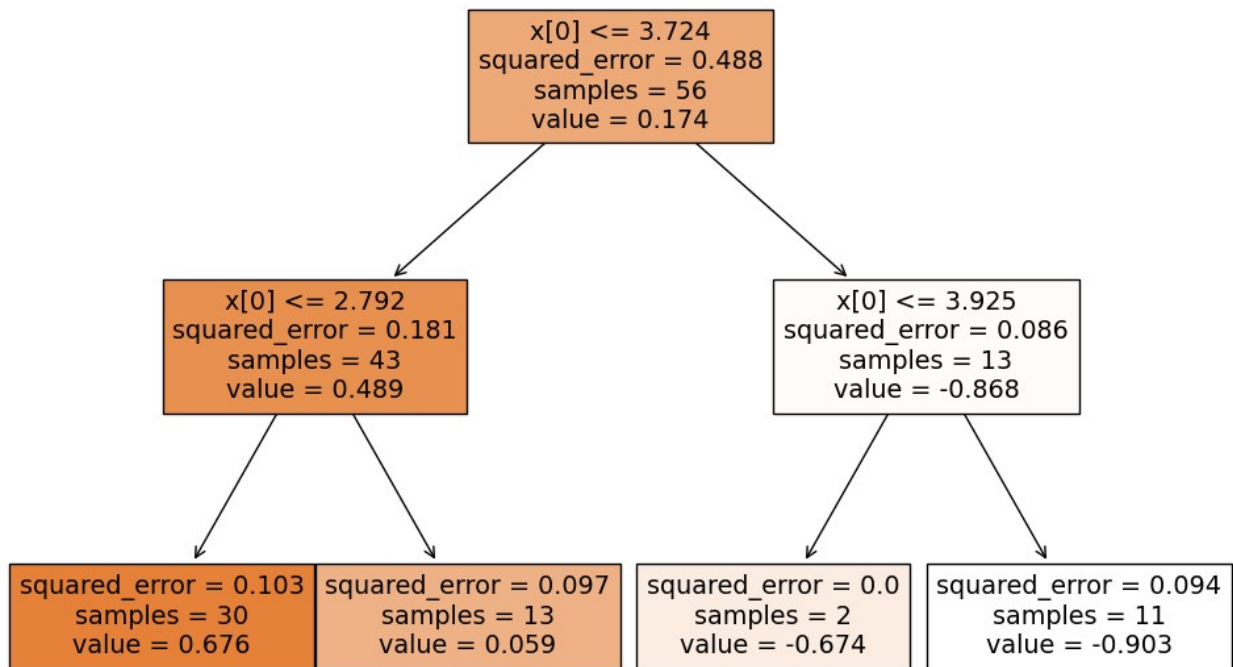 x[0] <= 3.724
squared_error = 0.488
samples = 56
value = 0.174
x[0] <= 2.792
squared_error = 0.181
samples = 43
value = 0.489
x[0] <= 3.925
squared_error = 0.086
samples = 13
value = -0.868
squared_error = 0.103
samples = 30
value = 0.676
squared_error = 0.097
samples = 13
value = 0.059
squared_error = 0.0
samples = 2
value = -0.674
squared_error = 0.094
samples = 11
value = -0.903